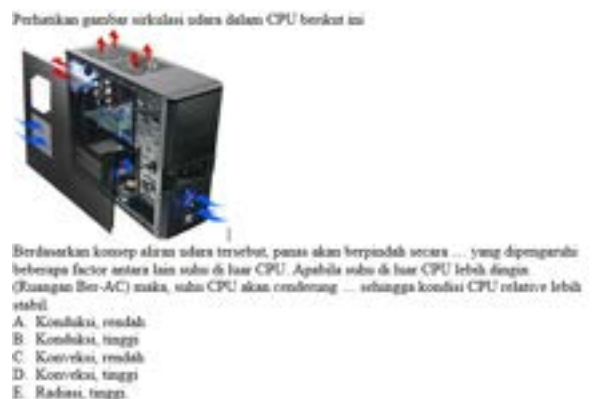 Perhatikan gambar sirkulasi udara dalam CPU berikut ini
Berdasarkan konsep aliran udara tersebut, panas akan berpindah secara … yang dipengaruhi
beberapa factor antara lain suhu di luar CPU. Apabila suhu di luar CPU lebih dingin
(Ruangan Ber-AC) maka, suhu CPU akan cenderung … sehingga kondisi CPU relative lebih
stabil
A. Konduksi, rendah
B. Konduksi, tinggi
C. Konveksi, rendah
D. Konveksi, tinggi
E. Radiasi, tinggi.